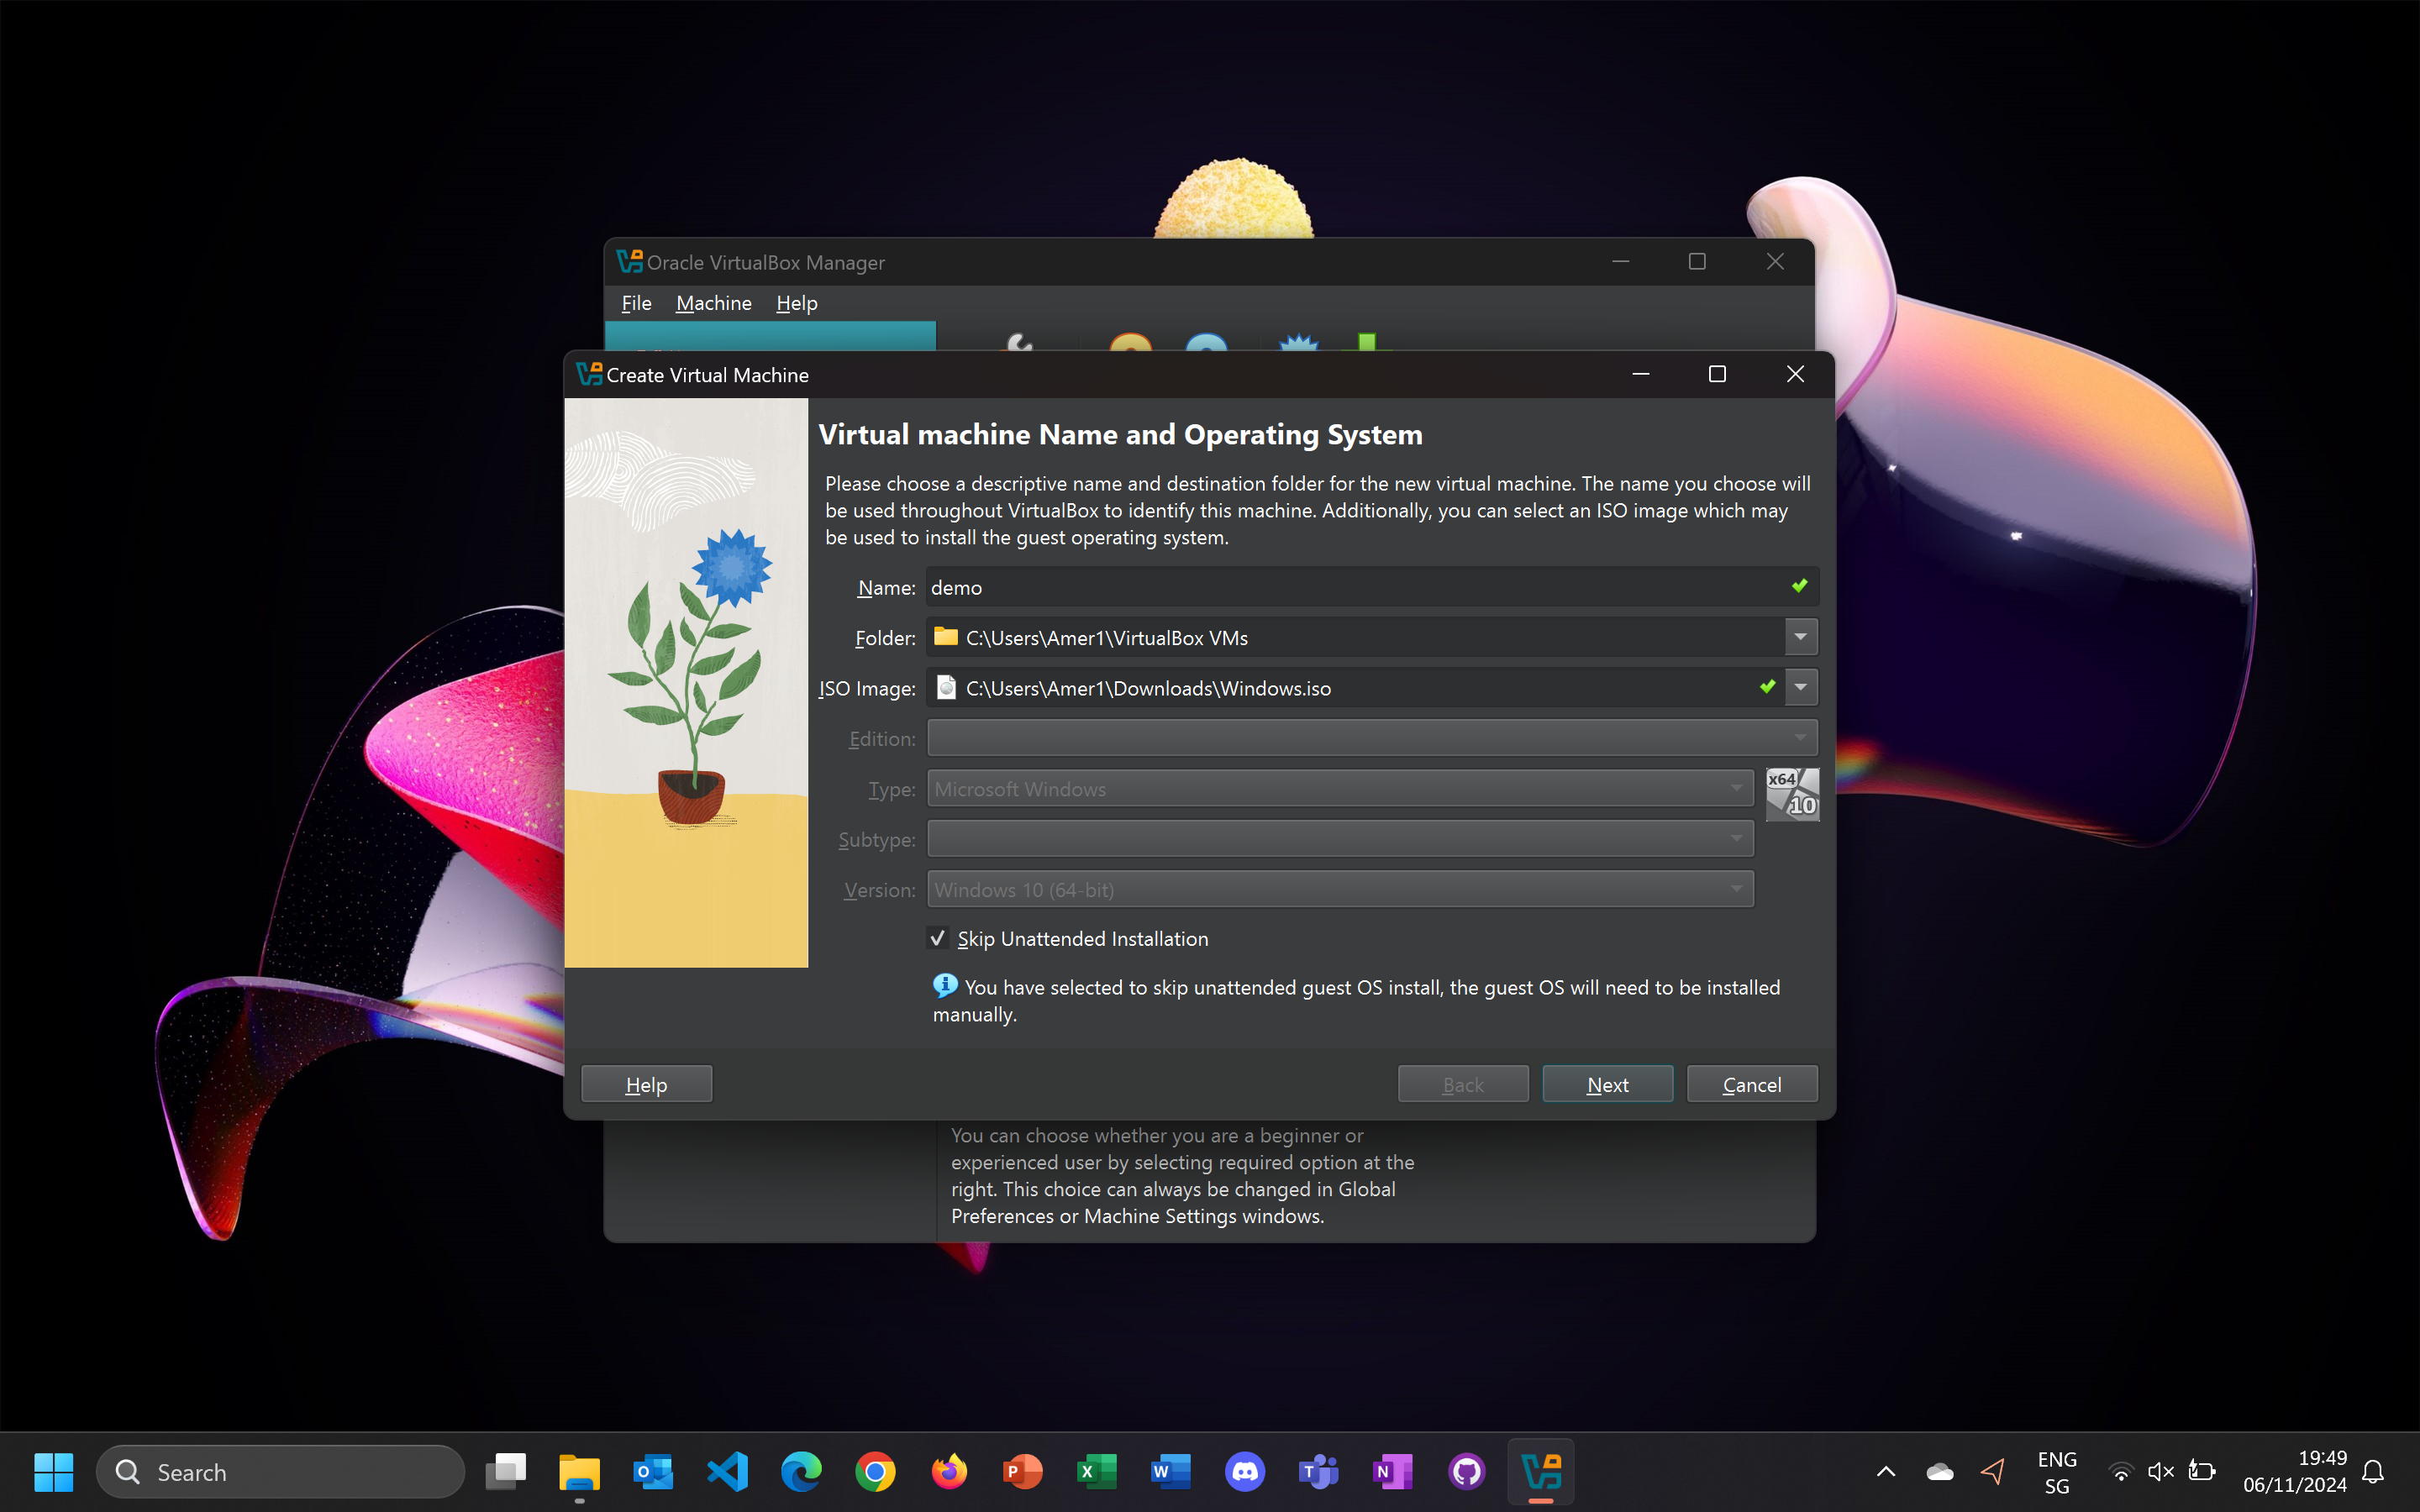 Oracle VirtualBox Manager
File Machine Help
Create Virtual Machine
Virtual machine Name and Operating System
Please choose a descriptive name and destination folder for the new virtual machine. The name you choose will
be used throughout VirtualBox to identify this machine. Additionally, you can select an ISO image which may
be used to install the guest operating system.
Name: demo
Folder: C:\Users\Amer1\VirtualBox VMs
ISO Image: C:\Users\Amer1\Downloads\Windows.iso
Edition:
Type: Microsoft Windows
x64
10
Subtype:
Version: Windows 10 (64-bit)
Skip Unattended Installation
You have selected to skip unattended guest OS install, the guest OS will need to be installed
manually.
Help Back Next Cancel
You can choose whether you are a beginner or
experienced user by selecting required option at the
right. This choice can always be changed in Global
Preferences or Machine Settings windows.
Search
ENG
SG
19:49
06/11/2024